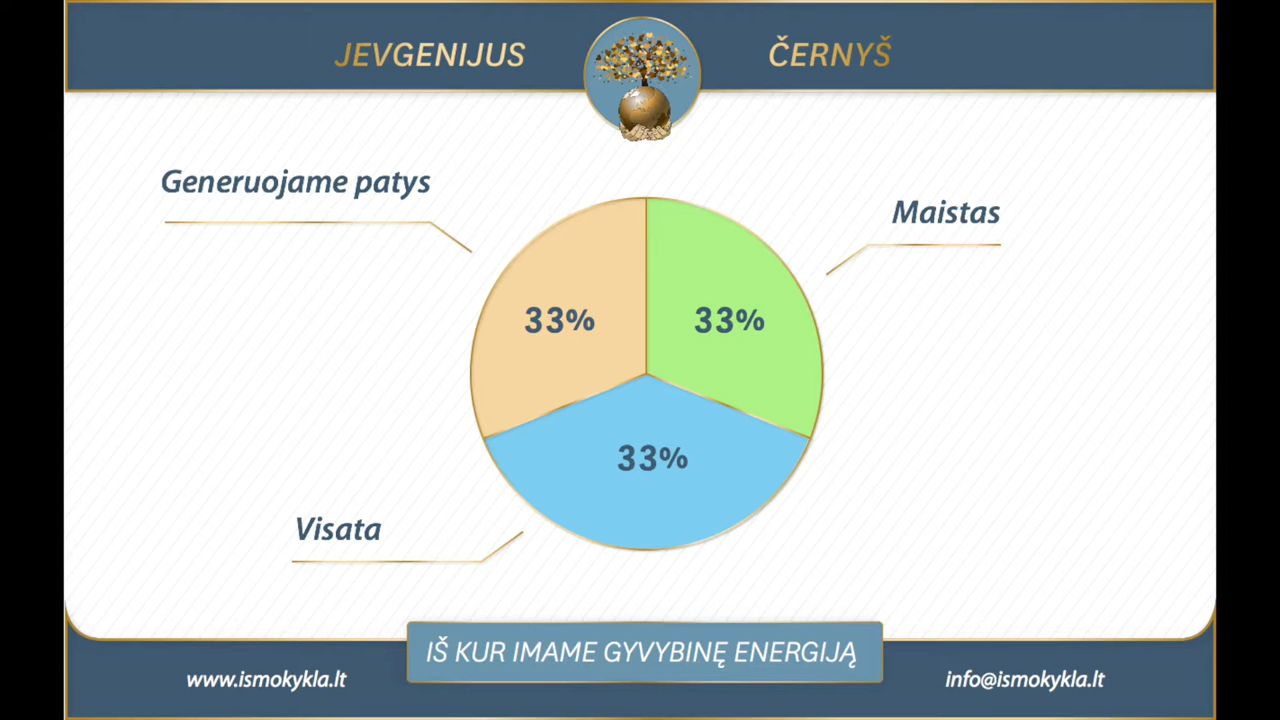 JEVGENIJUS ČERNYŠ
Generuojame patys
Maistas
33%
33%
33%
Visata
IŠ KUR IMAME GYVYBINĘ ENERGIJĄ
www.ismokykla.lt
info@ismokykla.lt